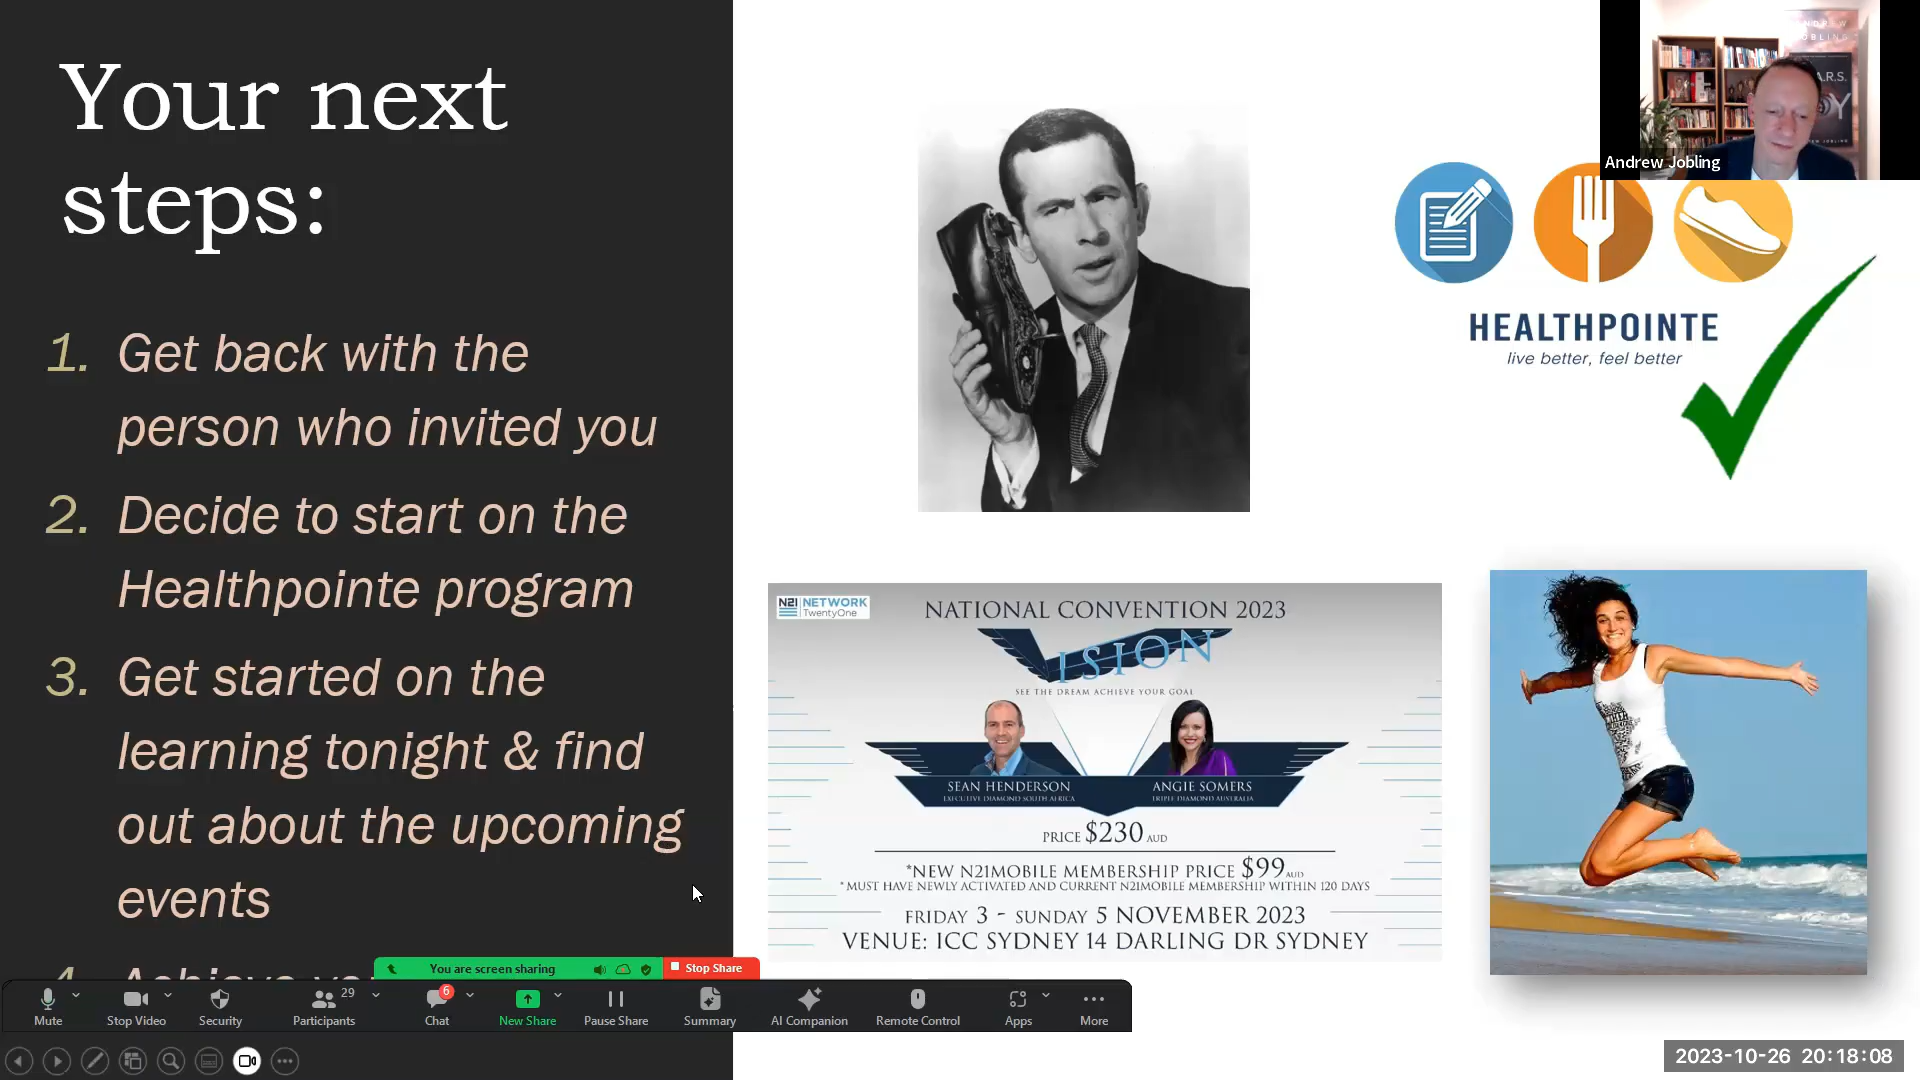 Your next
steps:
1. Get back with the
person who invited you
2. Decide to start on the
Healthpointe program
3. Get started on the
learning tonight & find
out about the upcoming
events
4.
HEALTHPOINTE
live better, feel better
Andrew Jobling
N21 NETWORK
TwentyOne
NATIONAL CONVENTION 2023
VISION
SEE THE DREAM ACHIEVE YOUR GOAL
SEAN HENDERSON
EXECUTIVE DIAMOND SOUTH AFRICA
ANGIE SOMERS
TRIPLE DIAMOND AUSTRALIA
PRICE $230 AUD
*NEW N21MOBILE MEMBERSHIP PRICE $99 AUD
*MUST HAVE NEWLY ACTIVATED AND CURRENT N21MOBILE MEMBERSHIP WITHIN 120 DAYS
FRIDAY 3 - SUNDAY 5 NOVEMBER 2023
VENUE: ICC SYDNEY 14 DARLING DR SYDNEY
You are screen sharing
Stop Share
29
6
Mute
Stop Video
Security
Participants
Chat
New Share
Pause Share
Summary
AI Companion
Remote Control
Apps
More
2023-10-26 20:18:08